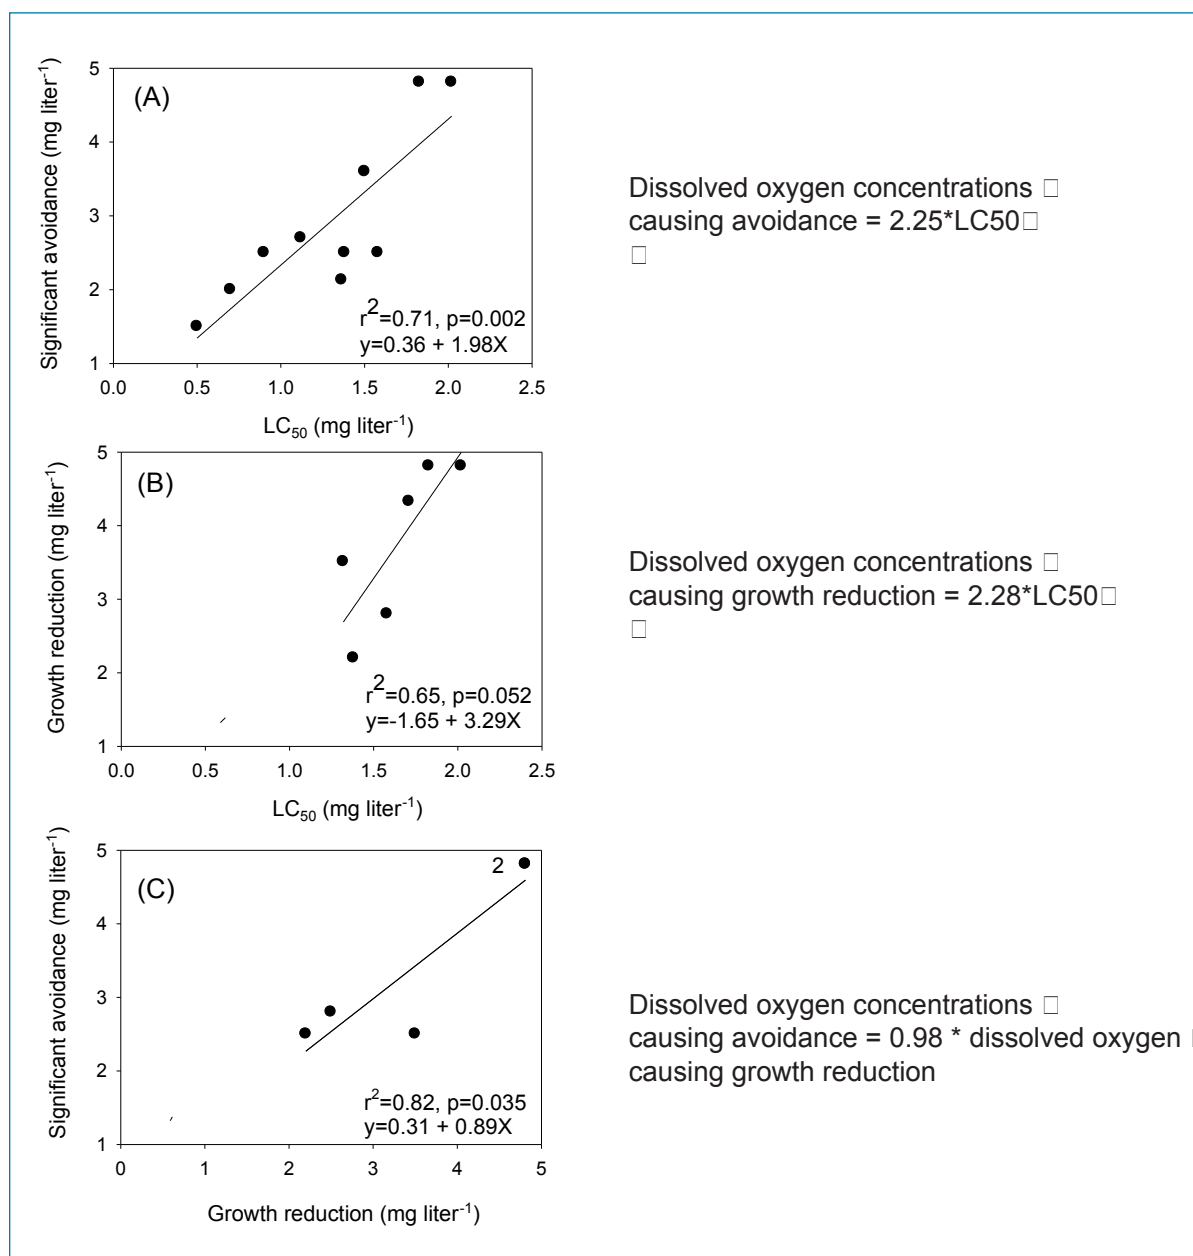 (A)
Significant avoidance (mg liter⁻¹)
5
4
3
2
1
r²=0.71, p=0.002
y=0.36 + 1.98X
0.0 0.5 1.0 1.5 2.0 2.5
LC₅₀ (mg liter⁻¹)
Dissolved oxygen concentrations □
causing avoidance = 2.25*LC50□
□
(B)
Growth reduction (mg liter⁻¹)
5
4
3
2
1
r²=0.65, p=0.052
y=-1.65 + 3.29X
0.0 0.5 1.0 1.5 2.0 2.5
LC₅₀ (mg liter⁻¹)
Dissolved oxygen concentrations □
causing growth reduction = 2.28*LC50□
□
(C)
Significant avoidance (mg liter⁻¹)
5
4
3
2
1
2
r²=0.82, p=0.035
y=0.31 + 0.89X
0 1 2 3 4 5
Growth reduction (mg liter⁻¹)
Dissolved oxygen concentrations □
causing avoidance = 0.98 * dissolved oxygen
causing growth reduction